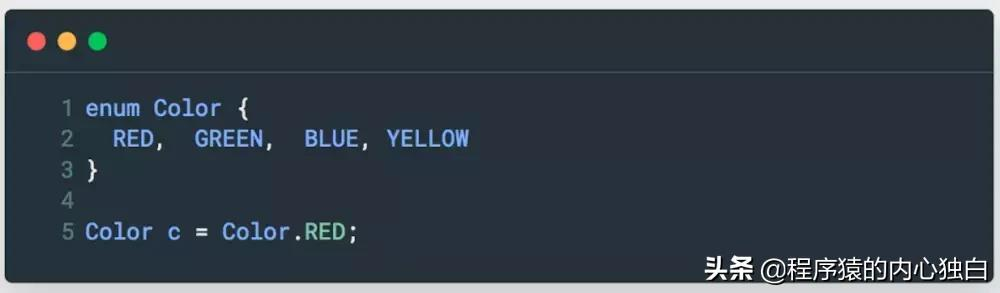 1 enum Color {
2   RED,  GREEN,  BLUE, YELLOW
3 }
4
5 Color c = Color.RED;
头条 @程序猿的内心独白